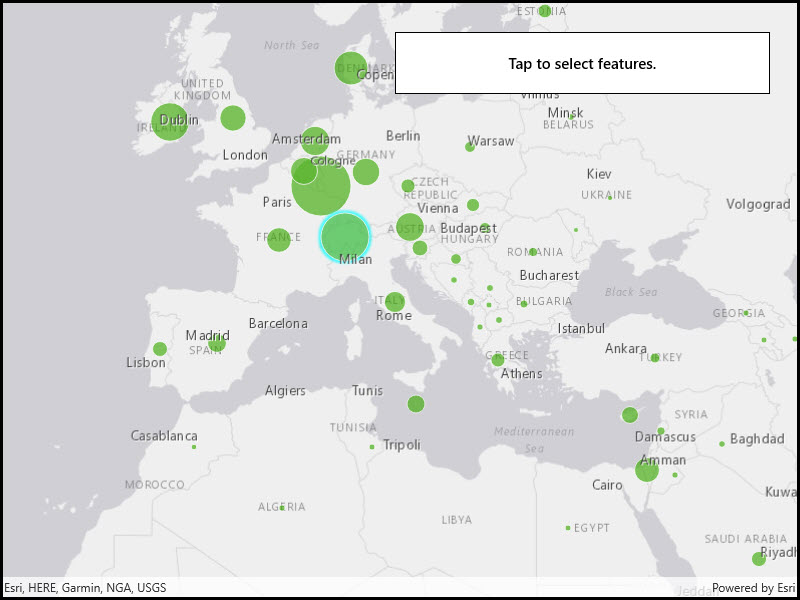 ESTONIA
North Sea
Tap to select features.
DENMARK
Copen
UNITED
KINGDOM
Vilnius
Minsk
BELARUS
Dublin
IRELAND
Amsterdam
Berlin
Warsaw
London
Cologne
GERMANY
Kiev
UKRAINE
CZECH
REPUBLIC
Paris
Vienna
Volgograd
FRANCE
AUSTRIA
Budapest
HUNGARY
Milan
ROMANIA
Bucharest
Black Sea
ITALY
Rome
BULGARIA
GEORGIA
Barcelona
Istanbul
Madrid
SPAIN
Lisbon
Ankara
TURKEY
GREECE
Athens
Algiers
Tunis
SYRIA
TUNISIA
Mediterranean
Sea
Casablanca
Tripoli
Damascus
Baghdad
Amman
MOROCCO
Cairo
Kuwa
ALGERIA
LIBYA
EGYPT
SAUDI ARABIA
Riyadh
Jeddah
Esri, HERE, Garmin, NGA, USGS
Powered by Esri